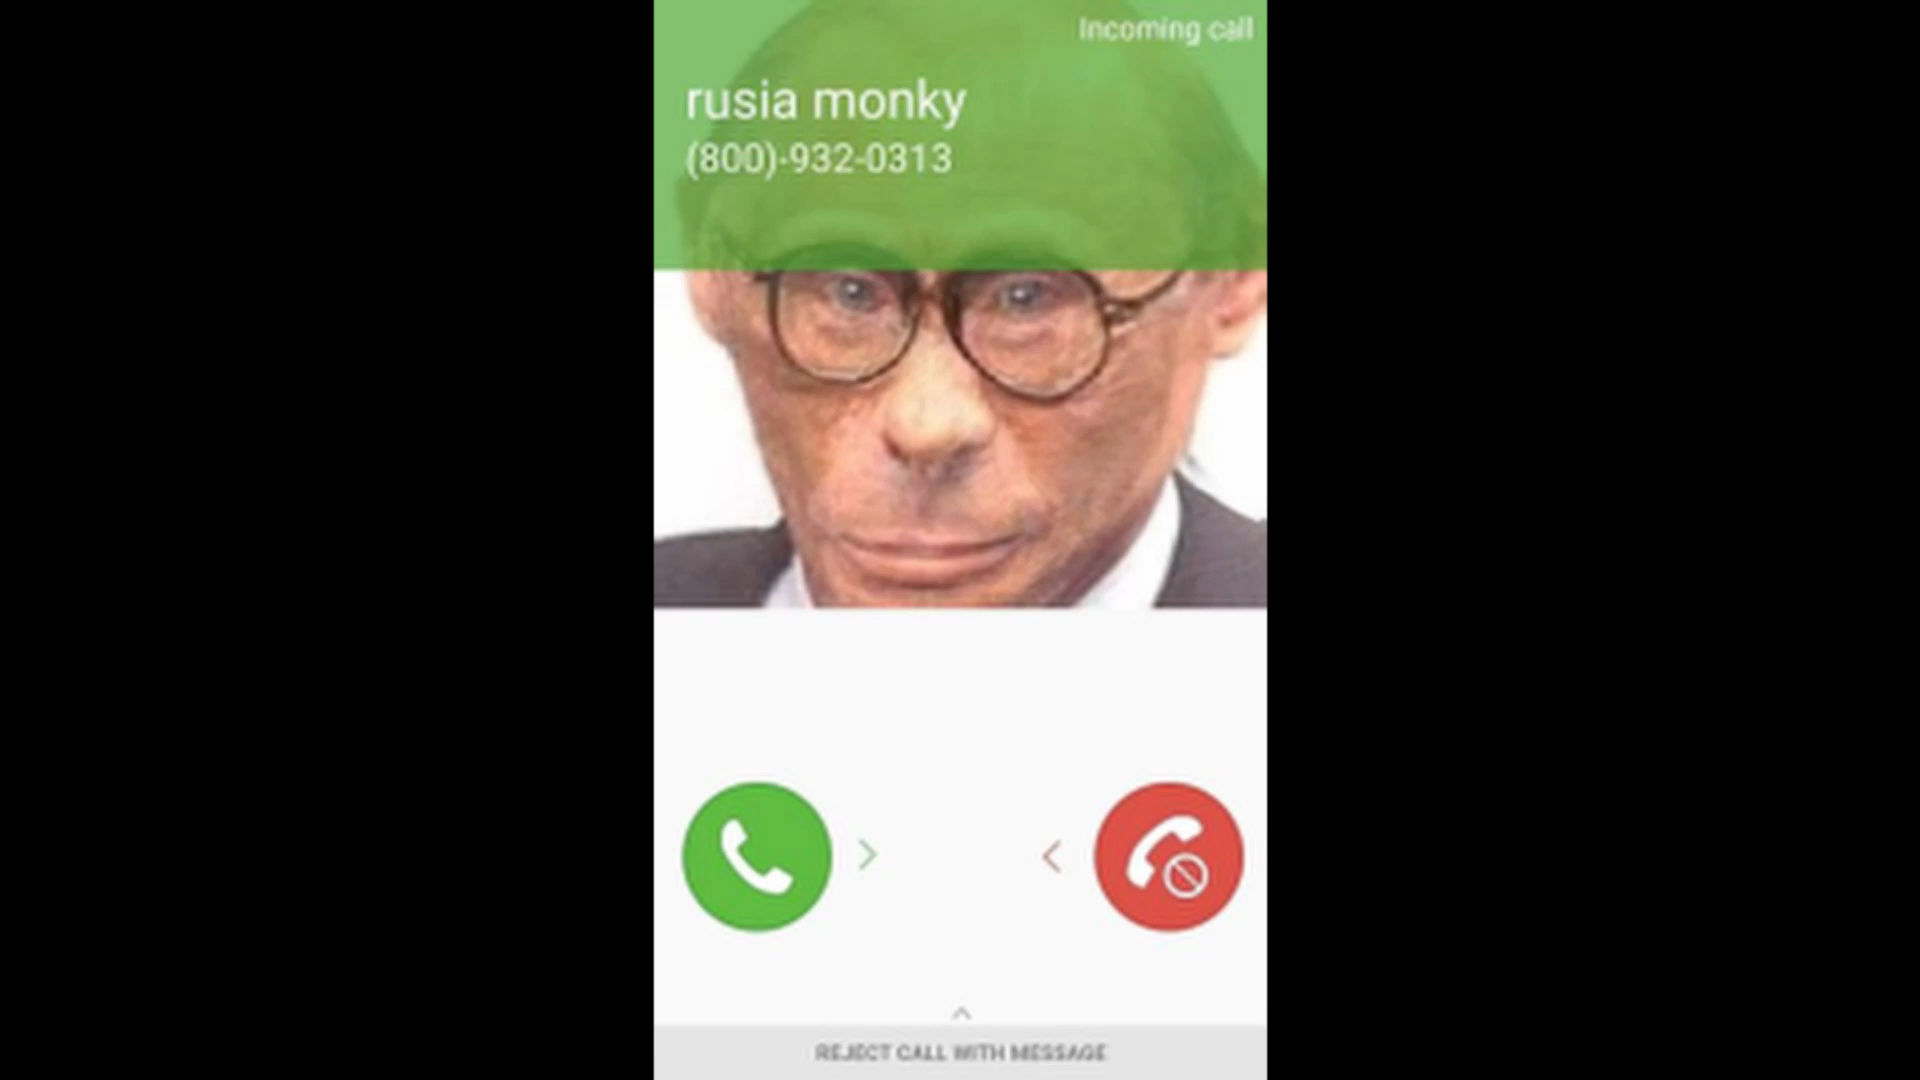 Incoming call
rusia monky
(800)-932-0313
REJECT CALL WITH MESSAGE